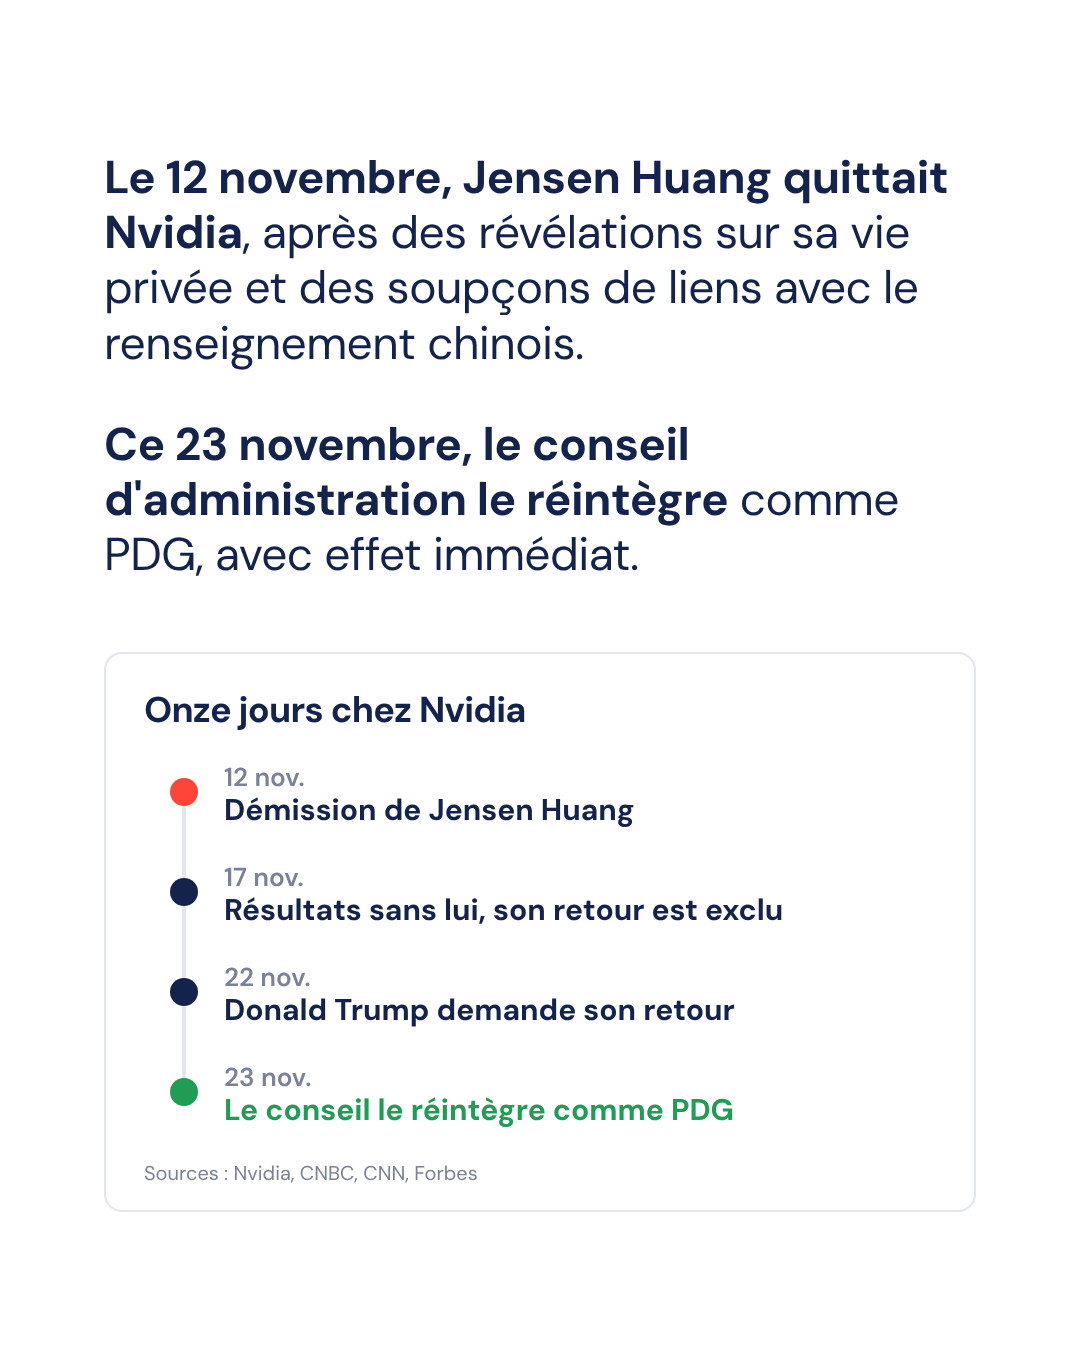 Le 12 novembre, Jensen Huang quittait
Nvidia, après des révélations sur sa vie
privée et des soupçons de liens avec le
renseignement chinois.
Ce 23 novembre, le conseil
d'administration le réintègre comme
PDG, avec effet immédiat.
Onze jours chez Nvidia
12 nov.
Démission de Jensen Huang
17 nov.
Résultats sans lui, son retour est exclu
22 nov.
Donald Trump demande son retour
23 nov.
Le conseil le réintègre comme PDG
Sources : Nvidia, CNBC, CNN, Forbes